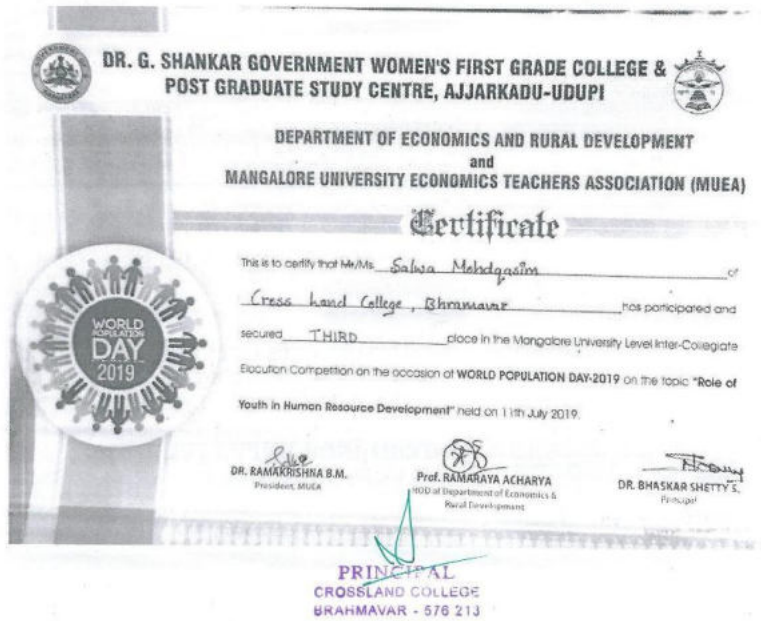 DR. G. SHANKAR GOVERNMENT WOMEN'S FIRST GRADE COLLEGE &
POST GRADUATE STUDY CENTRE, AJJARKADU-UDUPI
DEPARTMENT OF ECONOMICS AND RURAL DEVELOPMENT
and
MANGALORE UNIVERSITY ECONOMICS TEACHERS ASSOCIATION (MUEA)
Certificate
This is to certify that Mr/Ms. Salwa Mohdqasim of
Cross Land College, Bhramavar has participated and
secured THIRD place in the Mangalore University Level Inter-Collegiate
Elocution Competition on the occasion of WORLD POPULATION DAY-2019 on the topic "Role of
Youth in Human Resource Development" held on 11th July 2019.
WORLD
POPULATION
DAY
2019
DR. RAMAKRISHNA B.M.
President, MUEA
Prof. RAMARAYA ACHARYA
HOD of Department of Economics &
Rural Development
DR. BHASKAR SHETTY S.
Principal
PRINCIPAL
CROSSLAND COLLEGE
BRAHMAVAR - 576 213